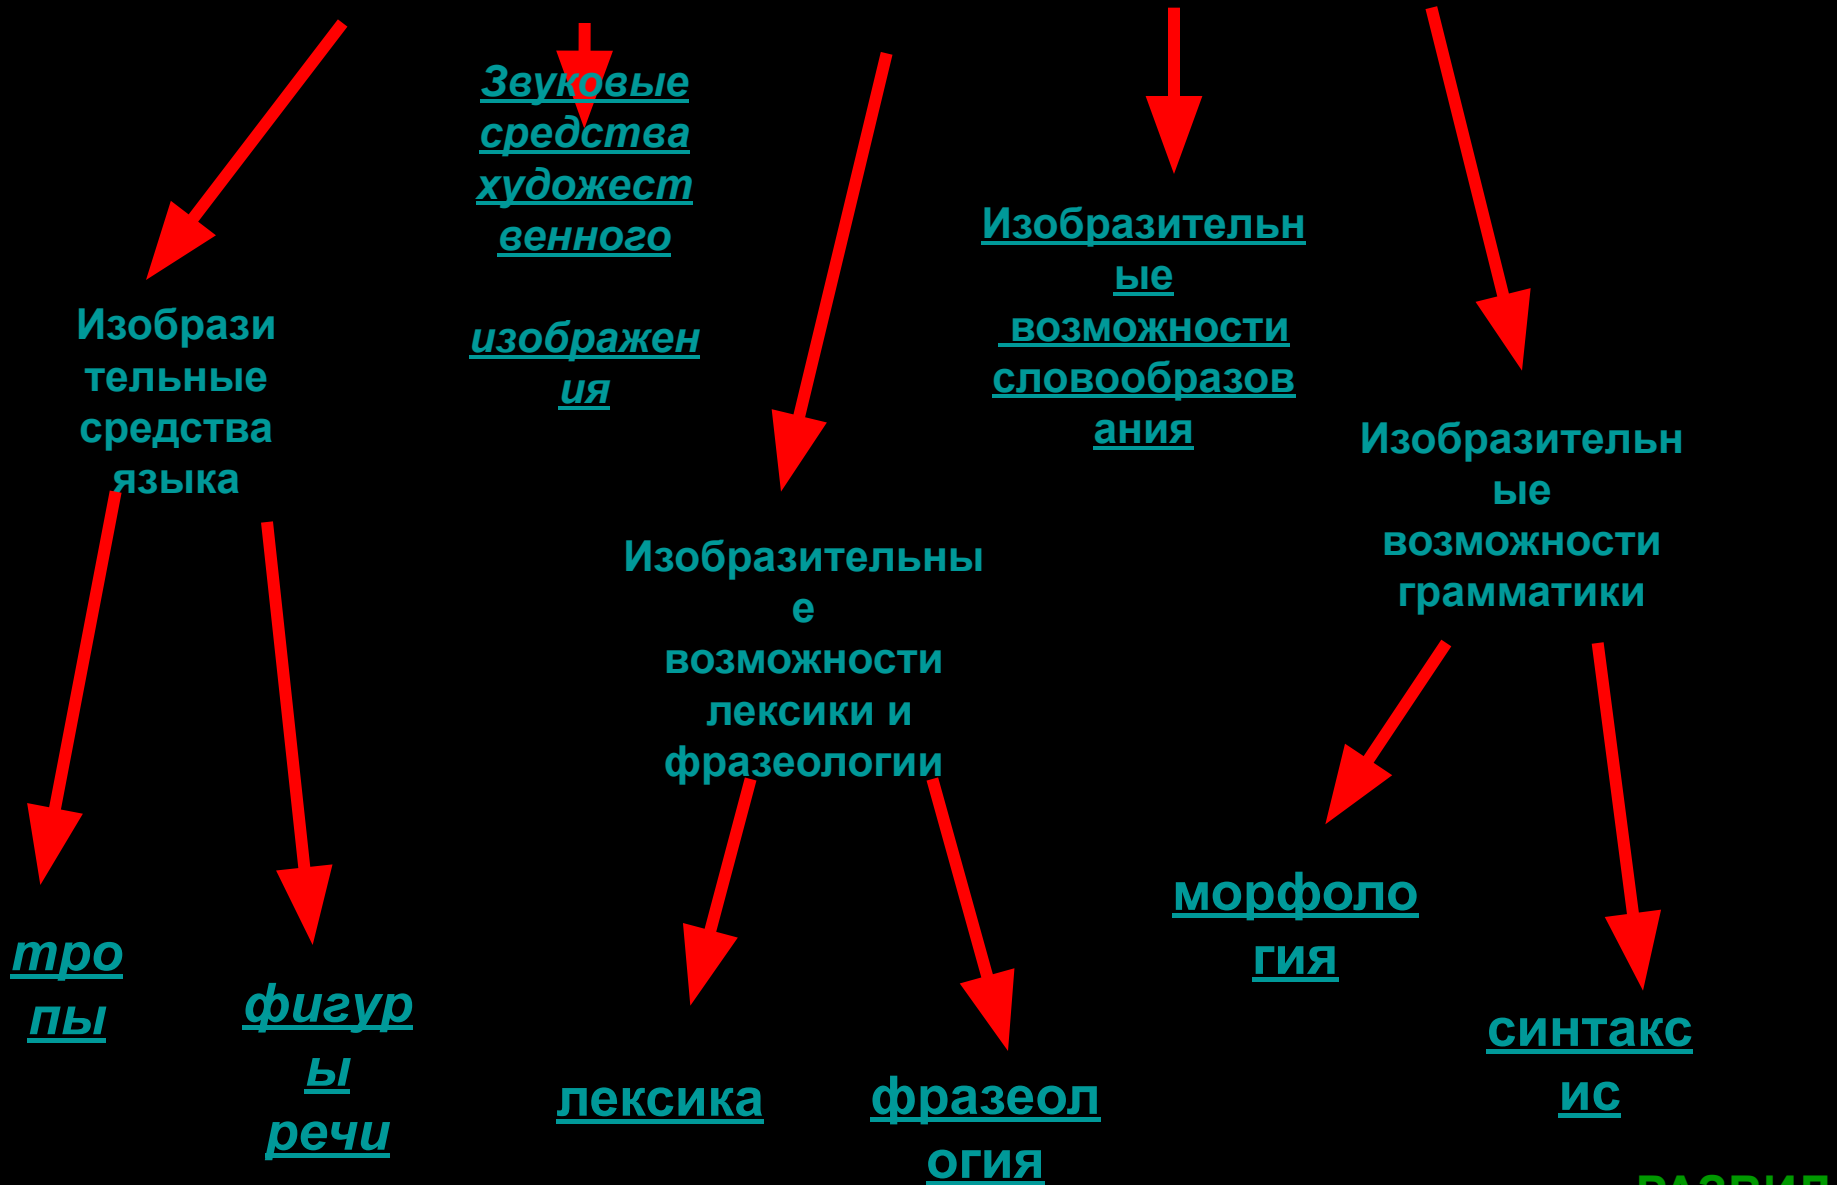 Звуковые
средства
художест
венного
изображен
ия
Изобразительн
ые
возможности
словообразов
ания
Изобрази
тельные
средства
языка
Изобразительн
ые
возможности
грамматики
Изобразительны
е
возможности
лексики и
фразеологии
тро
пы
фигур
ы
речи
лексика
фразеол
огия
морфоло
гия
синтакс
ис